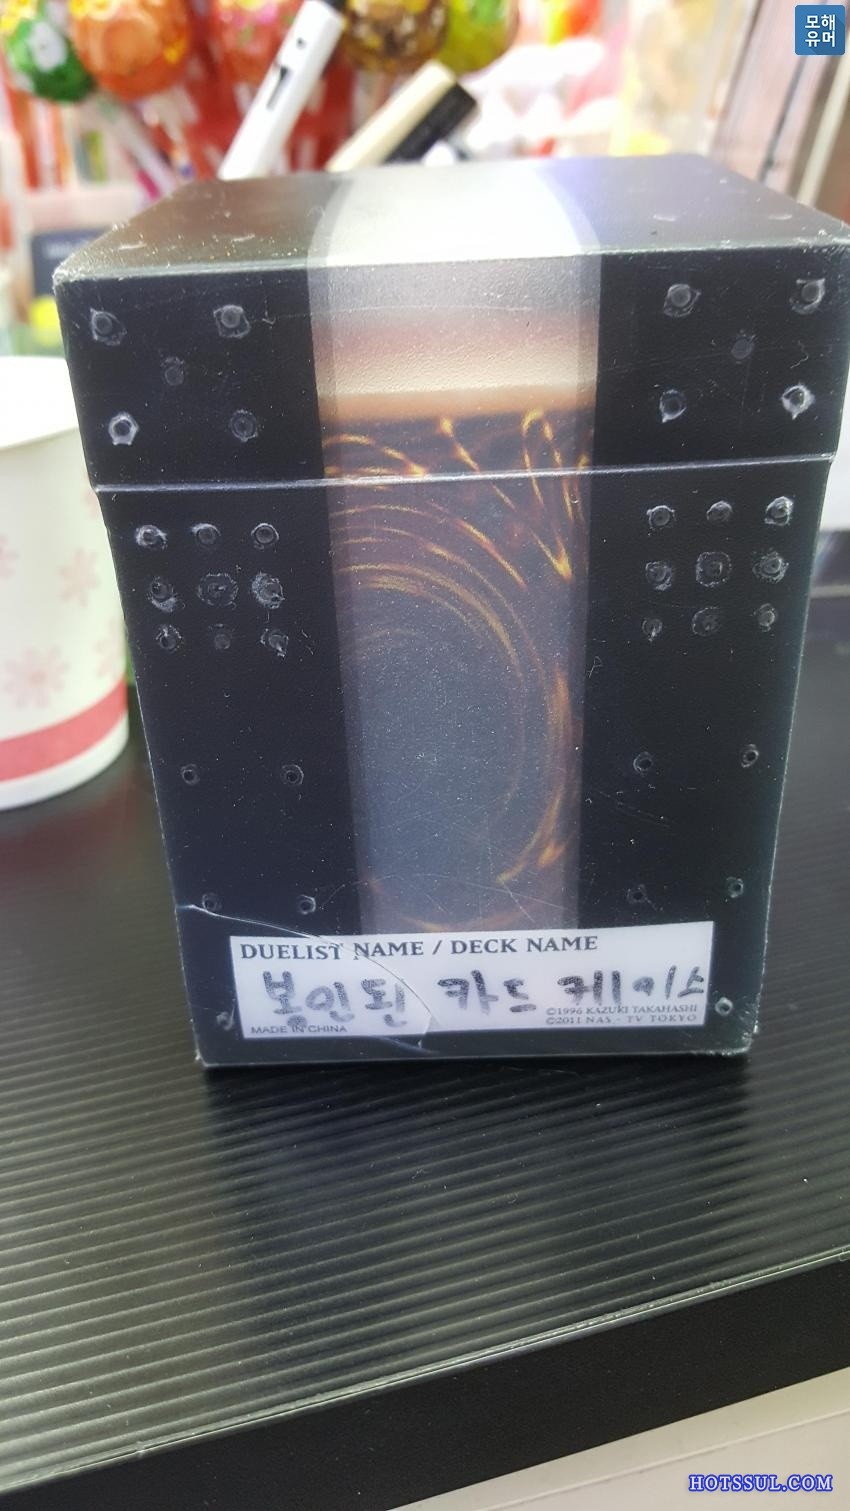 모해
유머
DUELIST NAME / DECK NAME
봉인된 카드 케이스
©1996 KAZUKI TAKAHASHI
MADE IN CHINA
©2011 NAS · TV TOKYO
HOTSSUL.COM